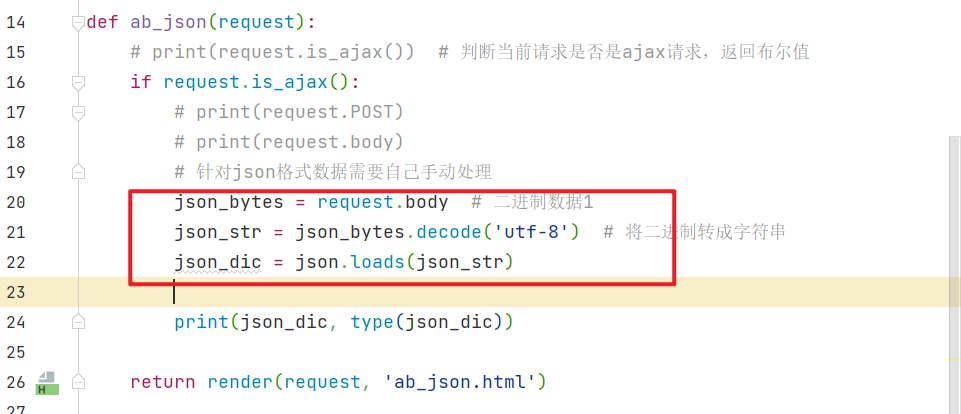 14 def ab_json(request):
15 # print(request.is_ajax())  # 判断当前请求是否是ajax请求，返回布尔值
16 if request.is_ajax():
17 # print(request.POST)
18 # print(request.body)
19 # 针对json格式数据需要自己手动处理
20 json_bytes = request.body  # 二进制数据1
21 json_str = json_bytes.decode('utf-8')  # 将二进制转成字符串
22 json_dic = json.loads(json_str)
23
24 print(json_dic, type(json_dic))
25
26 return render(request, 'ab_json.html')
27
H